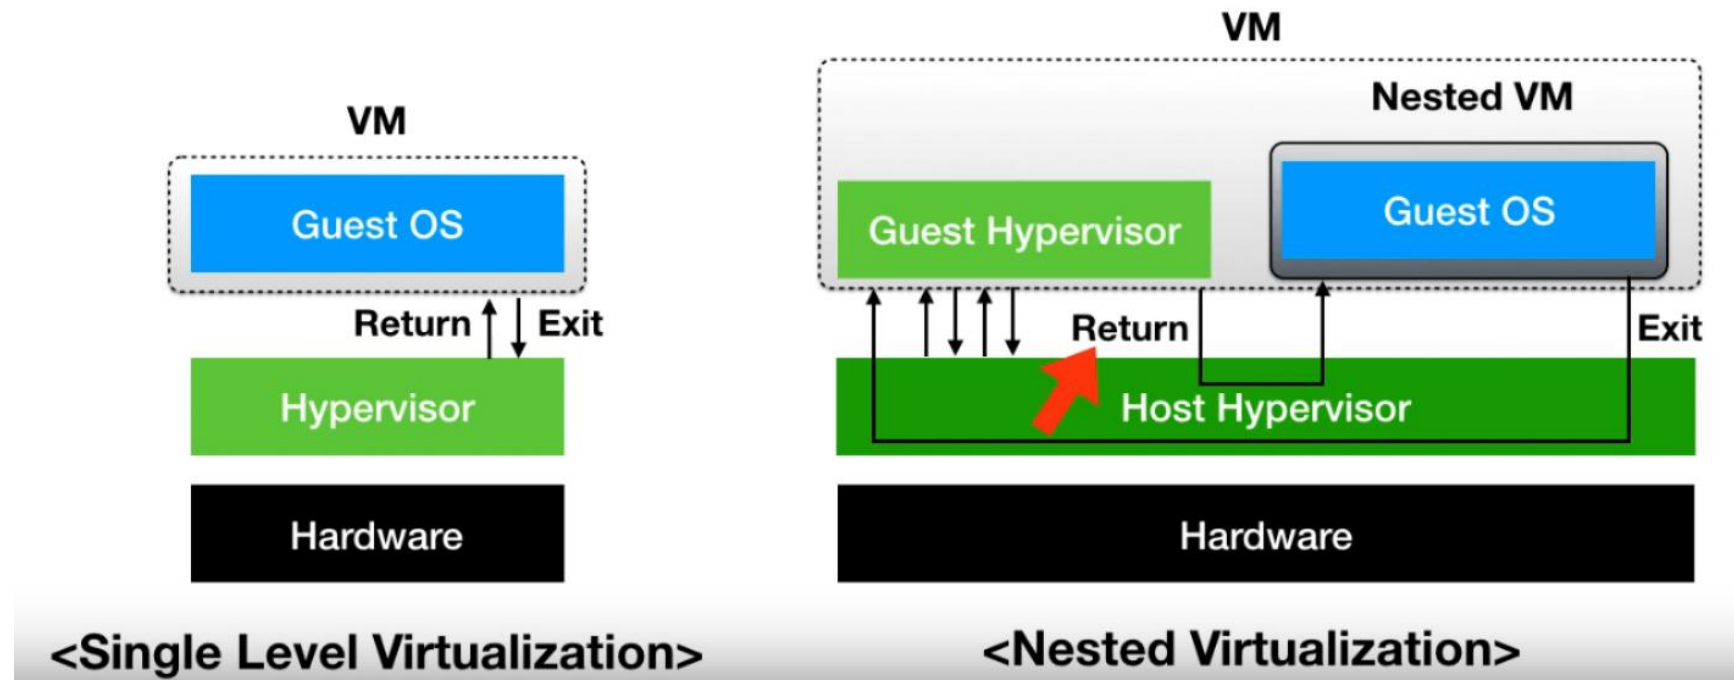 VM
Guest OS
Return
Exit
Hypervisor
Hardware
<Single Level Virtualization>
VM
Nested VM
Guest Hypervisor
Guest OS
Return
Exit
Host Hypervisor
Hardware
<Nested Virtualization>